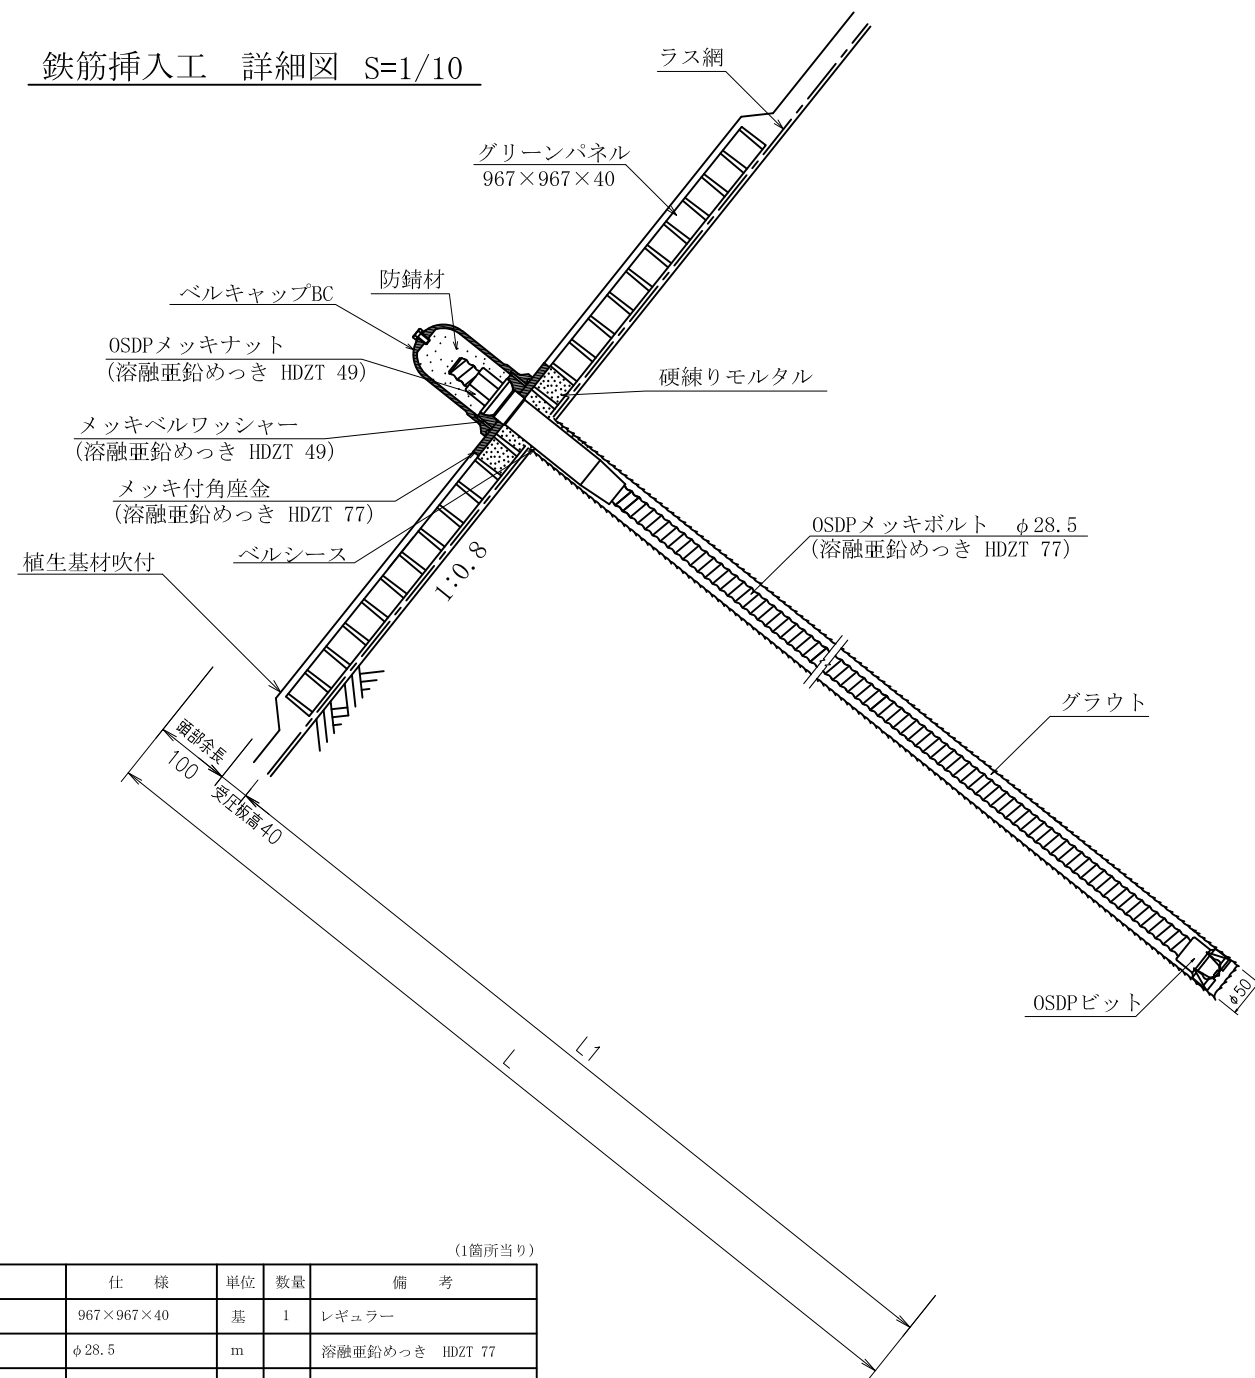 鉄筋挿入工　詳細図　S=1/10
ラス網
グリーンパネル
967×967×40
防錆材
ベルキャップBC
OSDPメッキナット
(溶融亜鉛めっき HDZT 49)
硬練りモルタル
メッキベルワッシャー
(溶融亜鉛めっき HDZT 49)
メッキ付角座金
(溶融亜鉛めっき HDZT 77)
OSDPメッキボルト　φ28.5
(溶融亜鉛めっき HDZT 77)
ベルシース
植生基材吹付
1:0.8
グラウト
頭部余長
100
受圧板高40
OSDPビット
φ50
L1
L
(1箇所当り)
仕　様　単位　数量　備　考
967×967×40　基　1　レギュラー
φ28.5　m　溶融亜鉛めっき　HDZT 77